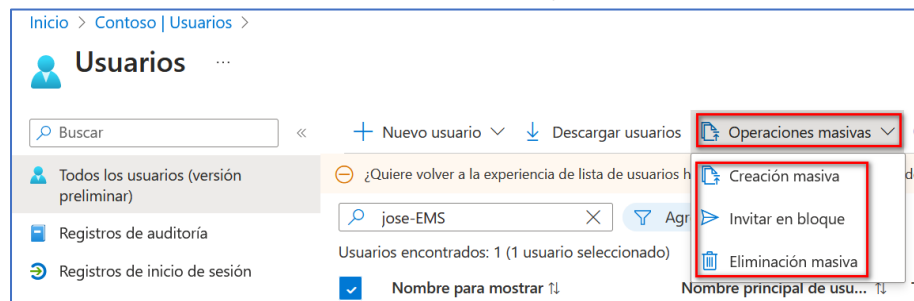 Inicio > Contoso | Usuarios >
Usuarios ...
Buscar
«
Nuevo usuario
Descargar usuarios
Operaciones masivas
Todos los usuarios (versión
preliminar)
Registros de auditoría
Registros de inicio de sesión
¿Quiere volver a la experiencia de lista de usuarios h
Creación masiva
Invitar en bloque
Eliminación masiva
jose-EMS
Agr
Usuarios encontrados: 1 (1 usuario seleccionado)
Nombre para mostrar ↑↓
Nombre principal de usu... ↑↓